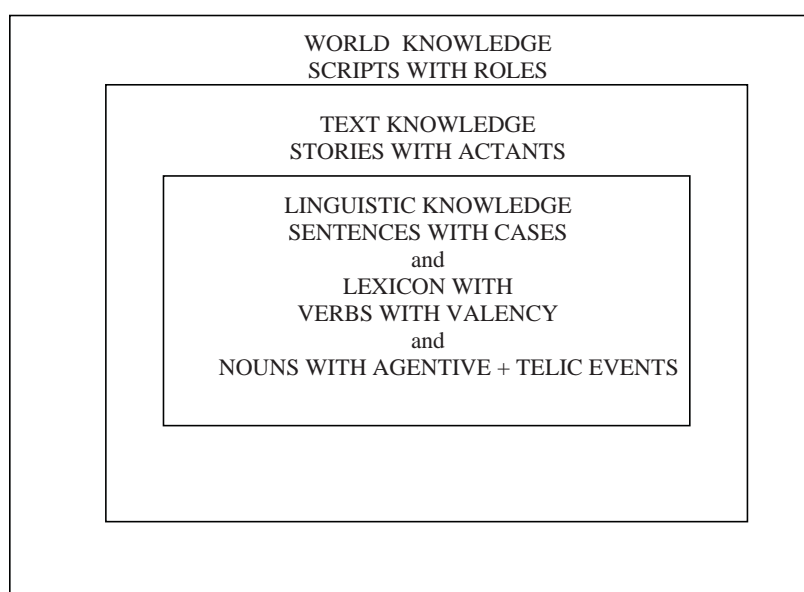 WORLD KNOWLEDGE
SCRIPTS WITH ROLES
TEXT KNOWLEDGE
STORIES WITH ACTANTS
LINGUISTIC KNOWLEDGE
SENTENCES WITH CASES
and
LEXICON WITH
VERBS WITH VALENCY
and
NOUNS WITH AGENTIVE + TELIC EVENTS